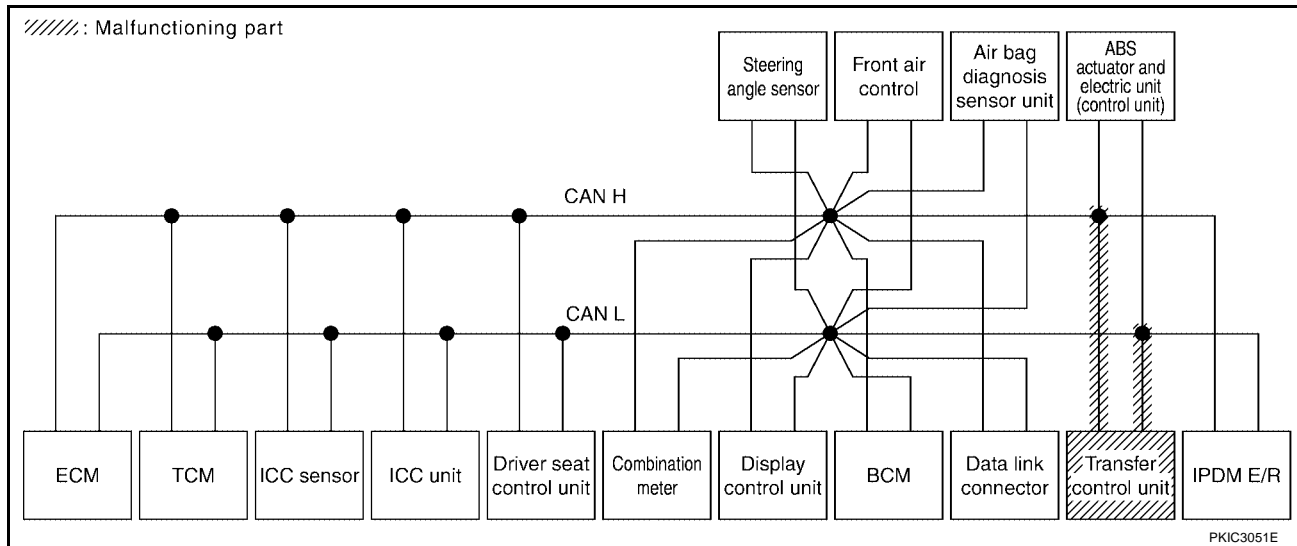 : Malfunctioning part
Steering
angle sensor
Front air
control
Air bag
diagnosis
sensor unit
ABS
actuator and
electric unit
(control unit)
CAN H
CAN L
ECM
TCM
ICC sensor
ICC unit
Driver seat
control unit
Combination
meter
Display
control unit
BCM
Data link
connector
Transfer
control unit
IPDM E/R
PKIC3051E